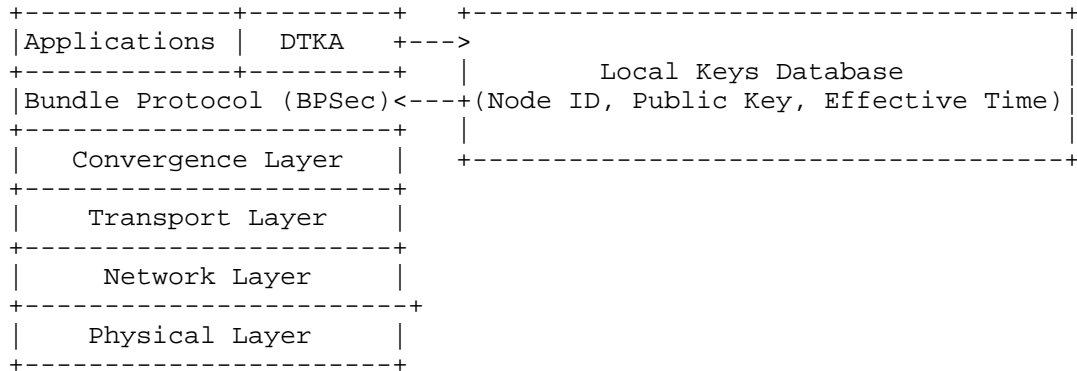 +-------------+---------+   +-------------------------------------+
|Applications |  DTKA   +--->                                     |
+-------------+---------+   |        Local Keys Database          |
|Bundle Protocol (BPSec)<---+(Node ID, Public Key, Effective Time)|
+-----------------------+   |                                     |
|   Convergence Layer   |   +-------------------------------------+
+-----------------------+
|    Transport Layer    |
+-----------------------+
|     Network Layer     |
+------------------------+
|    Physical Layer     |
+-----------------------+